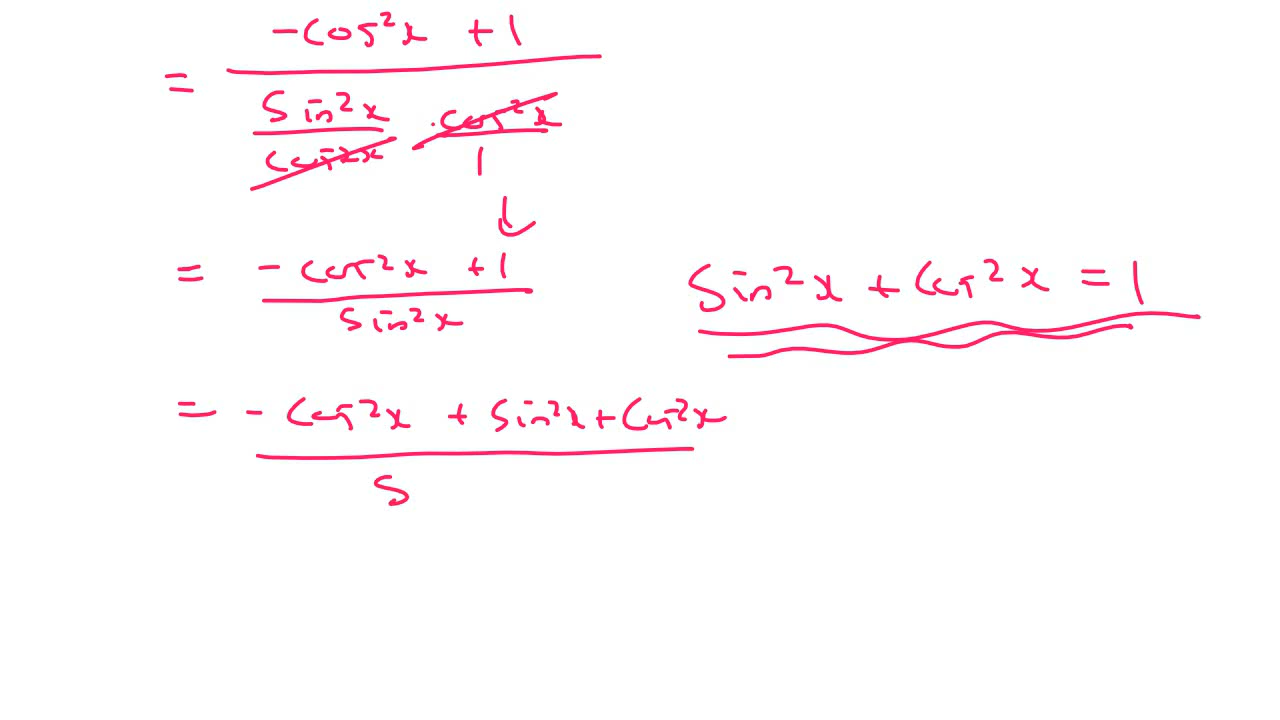 = (-cos²x + 1) / ((sin²x / cos²x) · (cos²x / 1))
= (-cos²x + 1) / (sin²x)
sin²x + cos²x = 1
= (-cos²x + sin²x + cos²x) / S